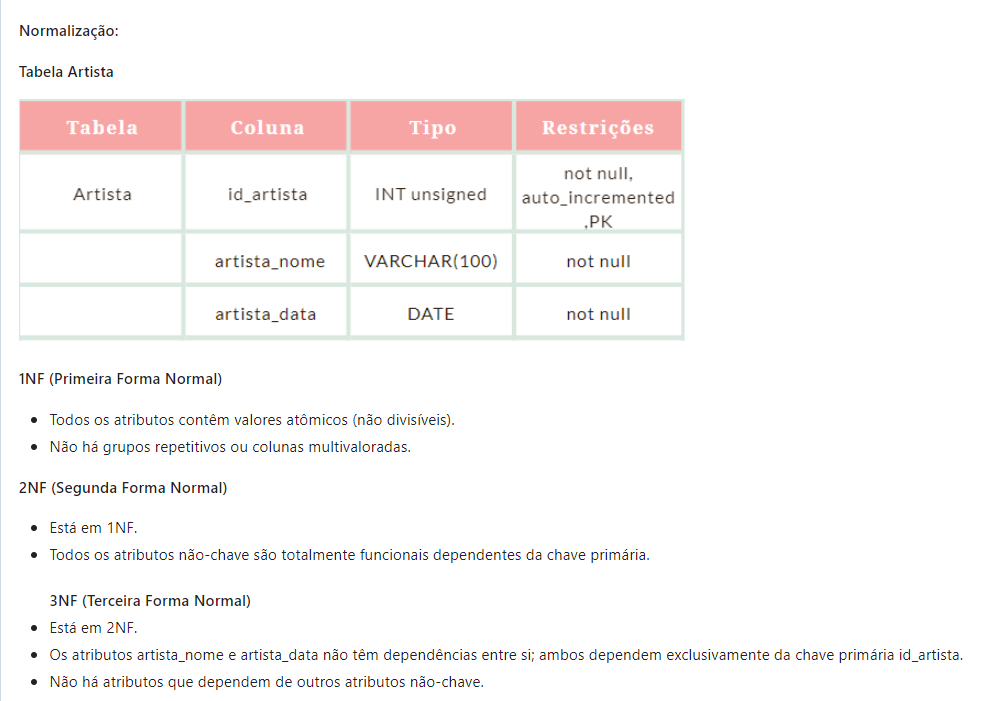 Normalização:
Tabela Artista
Tabela Coluna Tipo Restrições
Artista id_artista INT unsigned not null,
auto_incremented
,PK
artista_nome VARCHAR(100) not null
artista_data DATE not null
1NF (Primeira Forma Normal)
• Todos os atributos contêm valores atômicos (não divisíveis).
• Não há grupos repetitivos ou colunas multivaloradas.
2NF (Segunda Forma Normal)
• Está em 1NF.
• Todos os atributos não-chave são totalmente funcionais dependentes da chave primária.
3NF (Terceira Forma Normal)
• Está em 2NF.
• Os atributos artista_nome e artista_data não têm dependências entre si; ambos dependem exclusivamente da chave primária id_artista.
• Não há atributos que dependem de outros atributos não-chave.